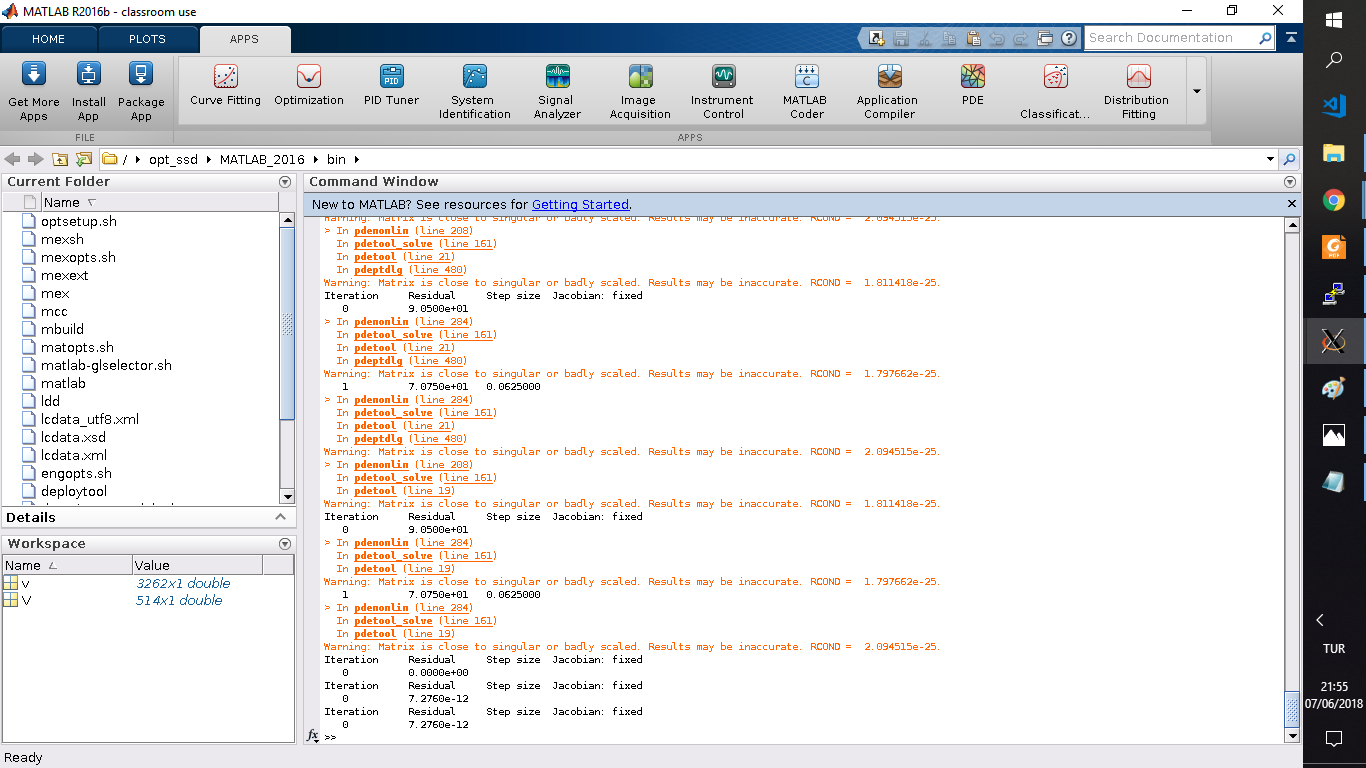 MATLAB R2016b - classroom use
HOME PLOTS APPS
Search Documentation
Get More Apps
Install App
Package App
Curve Fitting
Optimization
PID Tuner
System Identification
Signal Analyzer
Image Acquisition
Instrument Control
MATLAB Coder
Application Compiler
PDE
Classificat...
Distribution Fitting
FILE
APPS
/ opt_ssd MATLAB_2016 bin
Current Folder
Name
optsetup.sh
mexsh
mexopts.sh
mexext
mex
mcc
mbuild
matopts.sh
matlab-glselector.sh
matlab
ldd
lcdata_utf8.xml
lcdata.xsd
lcdata.xml
engopts.sh
deploytool
Details
Workspace
Name Value
v 3262x1 double
V 514x1 double
Command Window
New to MATLAB? See resources for Getting Started.
Warning: Matrix is close to singular or badly scaled. Results may be inaccurate. RCOND = 2.094515e-25.
> In pdenonlin (line 208)
In pdetool_solve (line 161)
In pdetool (line 21)
In pdeptdlg (line 480)
Warning: Matrix is close to singular or badly scaled. Results may be inaccurate. RCOND = 1.811418e-25.
Iteration Residual Step size Jacobian: fixed
0 9.0500e+01
> In pdenonlin (line 284)
In pdetool_solve (line 161)
In pdetool (line 21)
In pdeptdlg (line 480)
Warning: Matrix is close to singular or badly scaled. Results may be inaccurate. RCOND = 1.797662e-25.
1 7.0750e+01 0.0625000
> In pdenonlin (line 284)
In pdetool_solve (line 161)
In pdetool (line 21)
In pdeptdlg (line 480)
Warning: Matrix is close to singular or badly scaled. Results may be inaccurate. RCOND = 2.094515e-25.
> In pdenonlin (line 208)
In pdetool_solve (line 161)
In pdetool (line 19)
Warning: Matrix is close to singular or badly scaled. Results may be inaccurate. RCOND = 1.811418e-25.
Iteration Residual Step size Jacobian: fixed
0 9.0500e+01
> In pdenonlin (line 284)
In pdetool_solve (line 161)
In pdetool (line 19)
Warning: Matrix is close to singular or badly scaled. Results may be inaccurate. RCOND = 1.797662e-25.
1 7.0750e+01 0.0625000
> In pdenonlin (line 284)
In pdetool_solve (line 161)
In pdetool (line 19)
Warning: Matrix is close to singular or badly scaled. Results may be inaccurate. RCOND = 2.094515e-25.
Iteration Residual Step size Jacobian: fixed
0 0.0000e+00
Iteration Residual Step size Jacobian: fixed
0 7.2760e-12
Iteration Residual Step size Jacobian: fixed
0 7.2760e-12
fx >>
Ready
TUR
21:55
07/06/2018